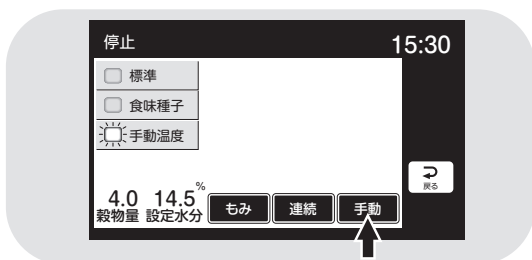 停止 15:30
標準
食味種子
手動温度
戻る
4.0 14.5%
穀物量 設定水分 もみ 連続 手動